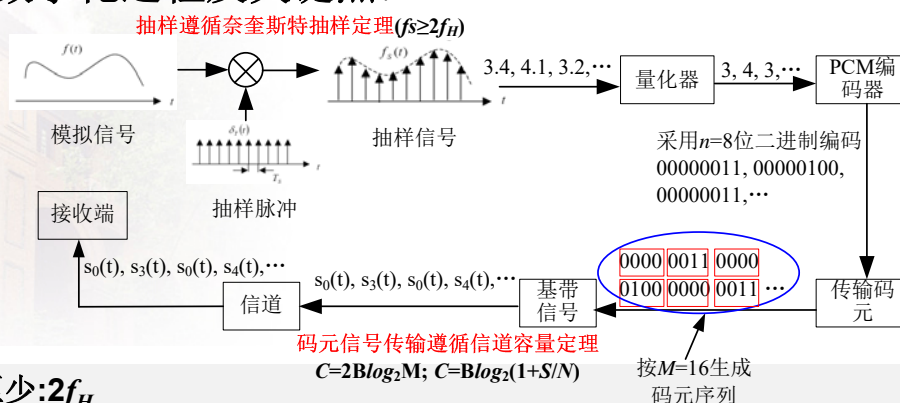 抽样遵循奈奎斯特抽样定理(fs≥2f_H)
f(t)
t
模拟信号
δ_T(t)
t
T_s
抽样脉冲
f_S(t)
t
抽样信号
3.4, 4.1, 3.2,⋯
量化器
3, 4, 3,⋯
PCM编
码器
采用n=8位二进制编码
00000011, 00000100,
00000011,⋯
传输码
元
0000 0011 0000
0100 0000 0011 ⋯
按M=16生成
码元序列
基带
信号
s₀(t), s₃(t), s₀(t), s₄(t),⋯
信道
s₀(t), s₃(t), s₀(t), s₄(t),⋯
接收端
码元信号传输遵循信道容量定理
C=2Blog₂M; C=Blog₂(1+S/N)
少:2f_H